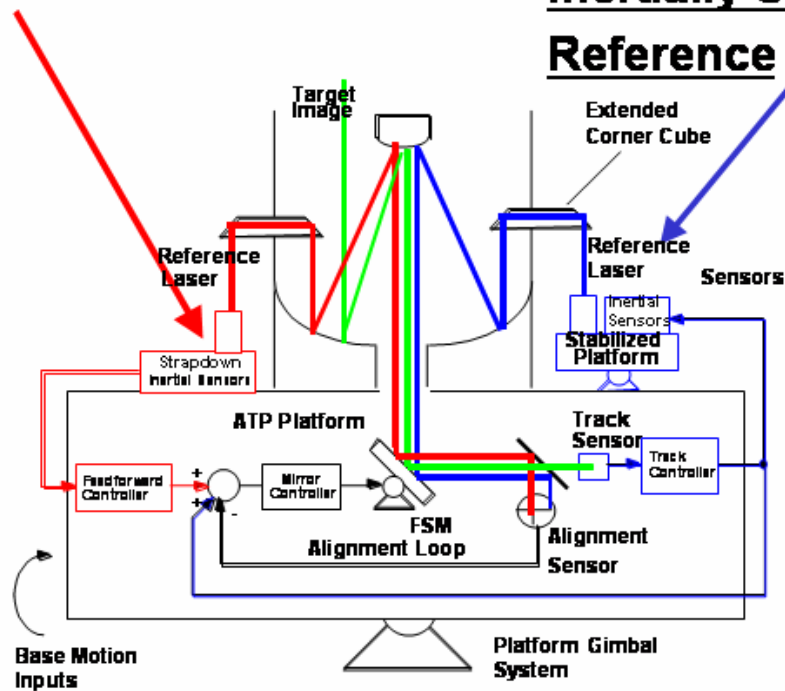 Reference
Target
Image
Extended
Corner Cube
Reference
Laser
Reference
Laser
Sensors
Inertial
Sensors
Stabilized
Platform
Strapdown
Inertial Sensors
ATP Platform
Track
Sensor
Track
Controller
Feedforward
Controller
+
+
-
Mirror
Controller
FSM
Alignment Loop
Alignment
Sensor
Base Motion
Inputs
Platform Gimbal
System